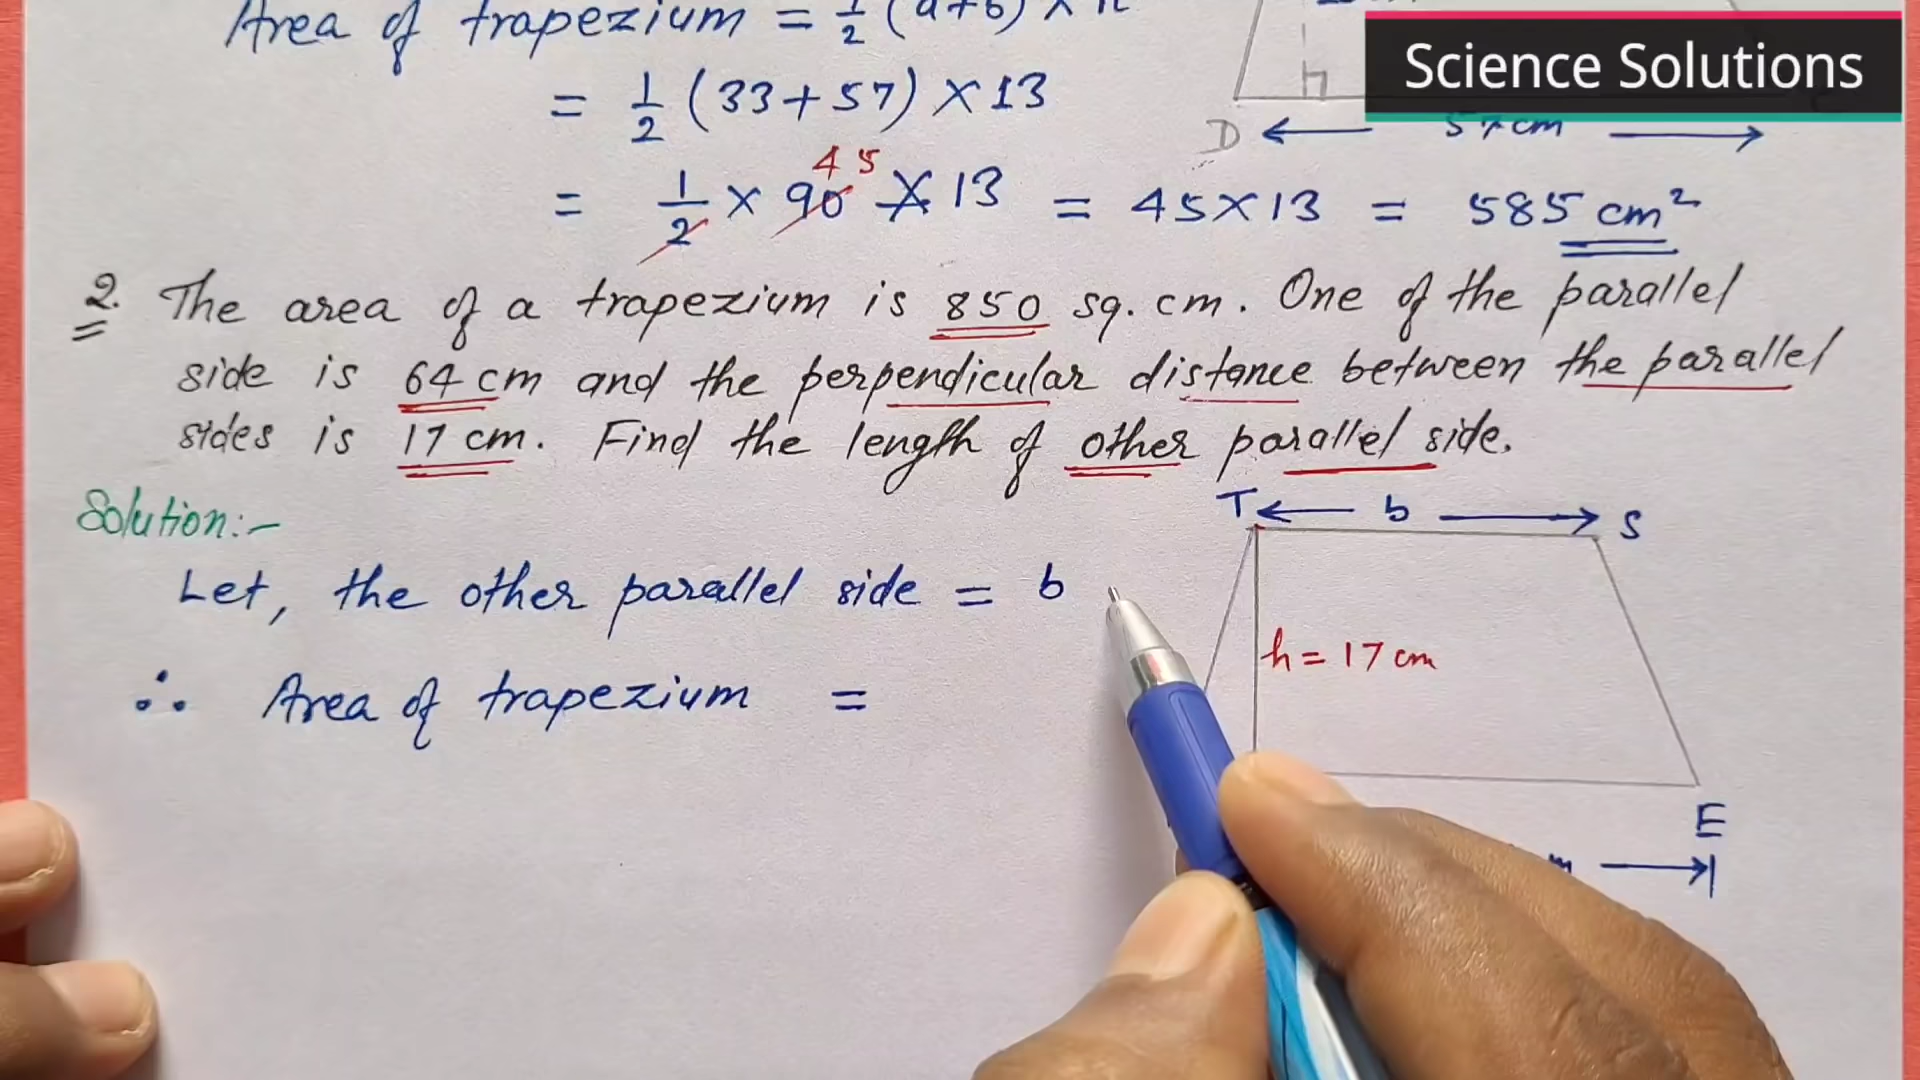 Area of trapezium = 1/2 (a+b) ×
Science Solutions
= 1/2 (33+57) × 13
D ← 57 cm →
45
= 1/2 × 90 × 13 = 45×13 = 585 cm²
2. The area of a trapezium is 850 sq. cm. One of the parallel
side is 64 cm and the perpendicular distance between the parallel
sides is 17 cm. Find the length of other parallel side.
Solution:-
T ← b → S
Let, the other parallel side = b
h = 17 cm
∴ Area of trapezium =
E